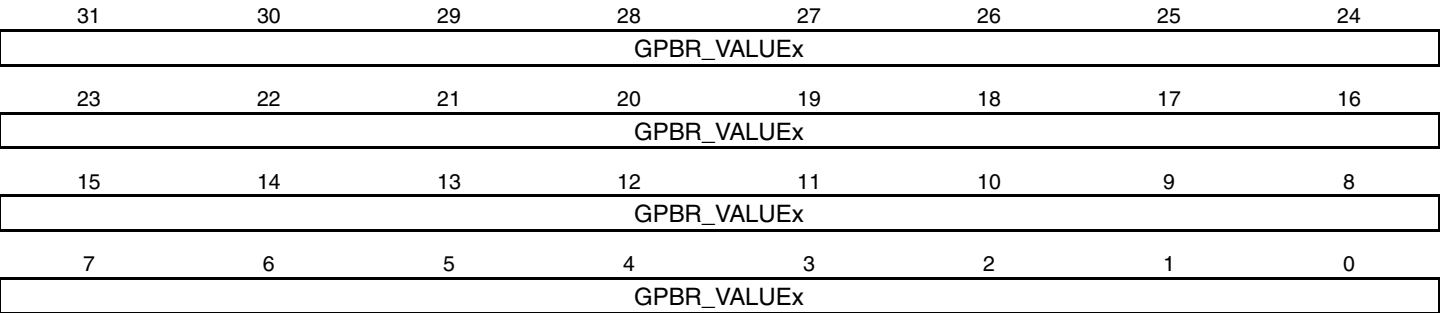 31 30 29 28 27 26 25 24
GPBR_VALUEx
23 22 21 20 19 18 17 16
GPBR_VALUEx
15 14 13 12 11 10 9 8
GPBR_VALUEx
7 6 5 4 3 2 1 0
GPBR_VALUEx